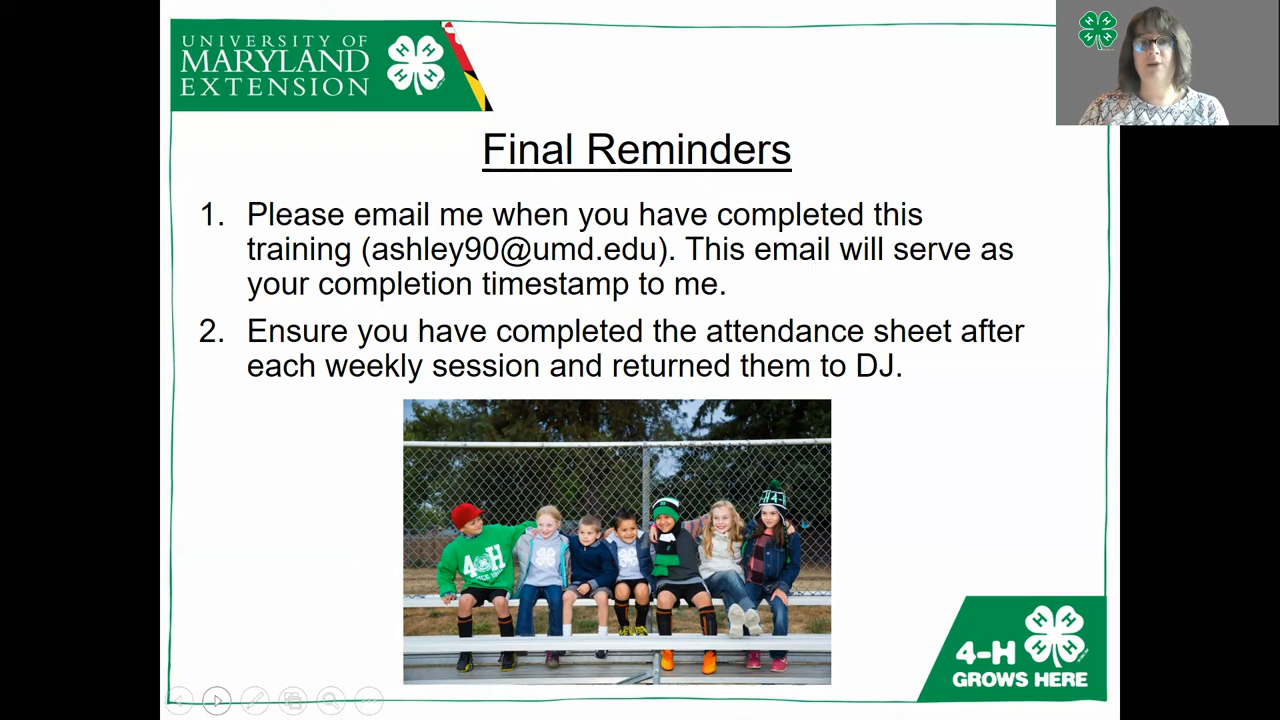 UNIVERSITY OF
MARYLAND
EXTENSION
H H
H H
Final Reminders
1. Please email me when you have completed this
training (ashley90@umd.edu). This email will serve as
your completion timestamp to me.
2. Ensure you have completed the attendance sheet after
each weekly session and returned them to DJ.
4 H
H-4-
H H
H H
4-H
GROWS HERE